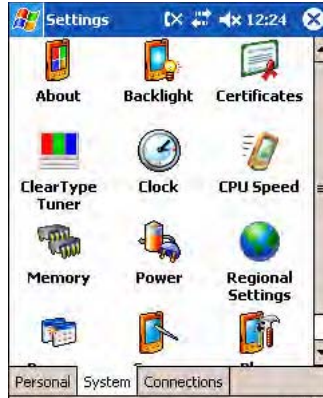 Settings 12:24
About Backlight Certificates
ClearType Tuner Clock CPU Speed
Memory Power Regional Settings
Personal System Connections